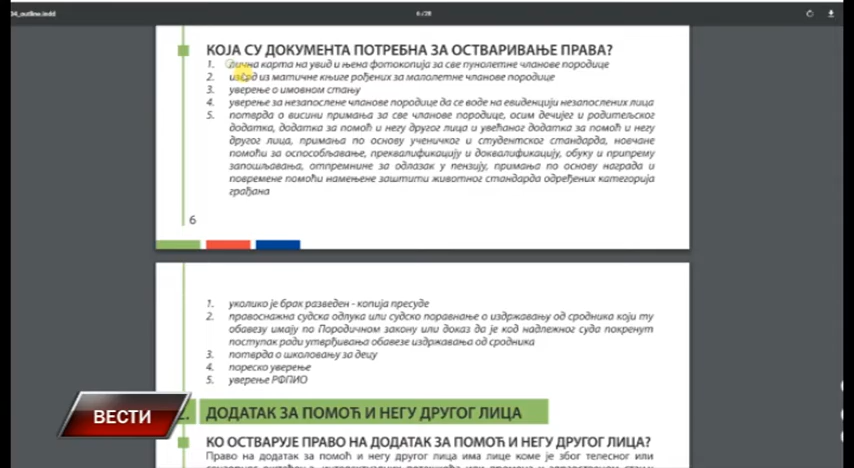 04_outline.indd
6 / 28
КОЈА СУ ДОКУМЕНТА ПОТРЕБНА ЗА ОСТВАРИВАЊЕ ПРАВА?
1. лична карта на увид и њена фотокопија за све пунолетне чланове породице
2. извод из матичне књиге рођених за малолетне чланове породице
3. уверење о имовном стању
4. уверење за незапослене чланове породице да се воде на евиденцији незапослених лица
5. потврда о висини примања за све чланове породице, осим дечијег и родитељског
додатка, додатка за помоћ и негу другог лица и увећаног додатка за помоћ и негу
другог лица, примања по основу ученичког и студентског стандарда, новчане
помоћи за оспособљавање, преквалификацију и доквалификацију, обуку и припрему
запошљавања, отпремнине за одлазак у пензију, примања по основу награда и
повремене помоћи намењене заштити животног стандарда одређених категорија
грађана
6
1. уколико је брак разведен - копија пресуде
2. правоснажна судска одлука или судско поравнање о издржавању од сродника који ту
обавезу имају по Породичном закону или доказ да је код надлежног суда покренут
поступак ради утврђивања обавезе издржавања од сродника
3. потврда о школовању за децу
4. пореско уверење
5. уверење РФПИО
ВЕСТИ
2. ДОДАТАК ЗА ПОМОЋ И НЕГУ ДРУГОГ ЛИЦА
КО ОСТВАРУЈЕ ПРАВО НА ДОДАТАК ЗА ПОМОЋ И НЕГУ ДРУГОГ ЛИЦА?
Право на додатак за помоћ и негу другог лица има лице коме је због телесног или